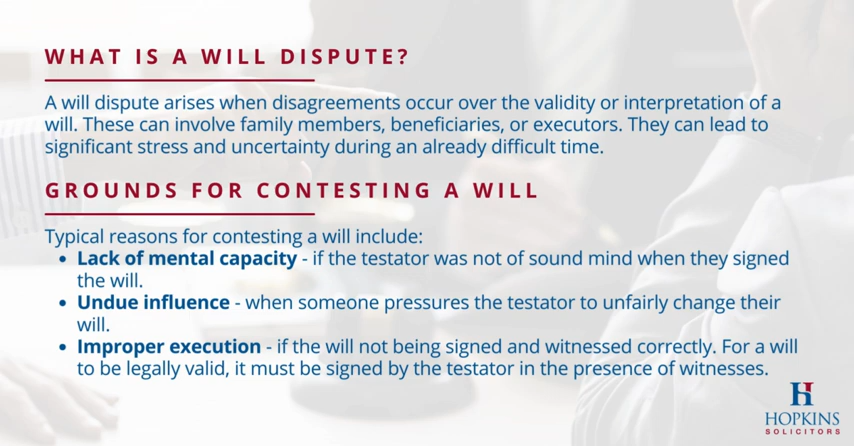 WHAT IS A WILL DISPUTE?
A will dispute arises when disagreements occur over the validity or interpretation of a
will. These can involve family members, beneficiaries, or executors. They can lead to
significant stress and uncertainty during an already difficult time.
GROUNDS FOR CONTESTING A WILL
Typical reasons for contesting a will include:
• Lack of mental capacity - if the testator was not of sound mind when they signed
the will.
• Undue influence - when someone pressures the testator to unfairly change their
will.
• Improper execution - if the will not being signed and witnessed correctly. For a will
to be legally valid, it must be signed by the testator in the presence of witnesses.
H
HOPKINS
SOLICITORS